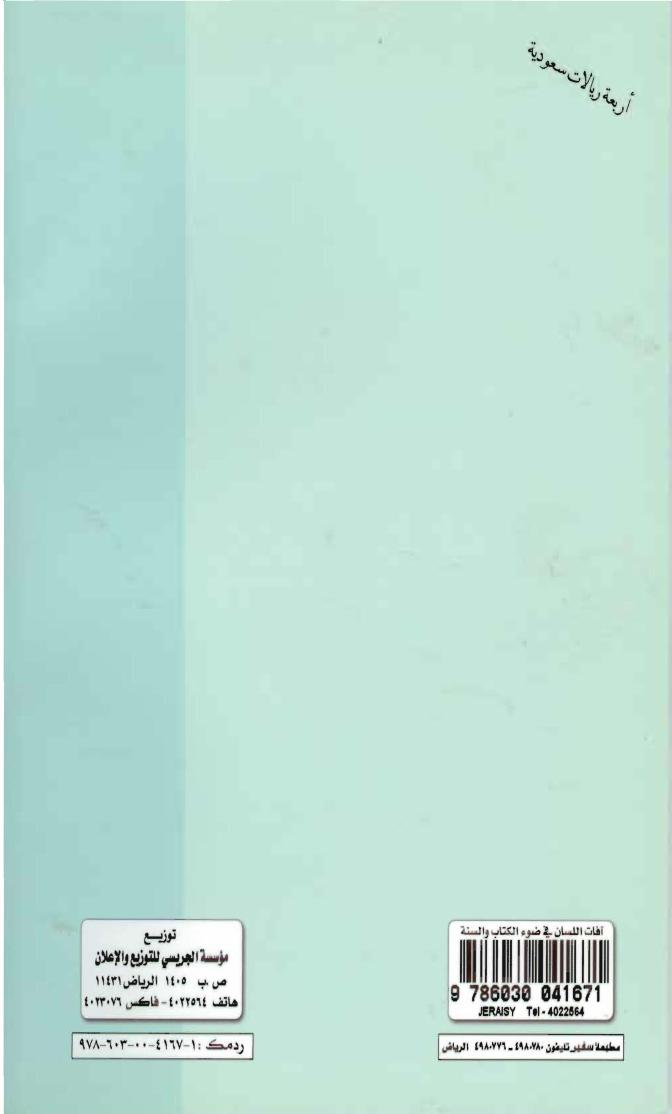 أربعة ريالات سعودية
آفات اللسان في ضوء الكتاب والسنة
9 786030 041671
JERAISY Tel - 4022564
مطبعة سفير تليفون ٤٩٨٠٧٨٠ ـ ٤٩٨٠٧٧٦ الرياض
توزيع
مؤسسة الجريسي للتوزيع والإعلان
ص.ب ١٤٠٥ الرياض ١١٤٣١
هاتف ٤٠٢٢٥٦٤ - فاكس ٤٠٢٣٠٧٦
ردمك : ١-٤١٦٧-٠٠-٦٠٣-٩٧٨